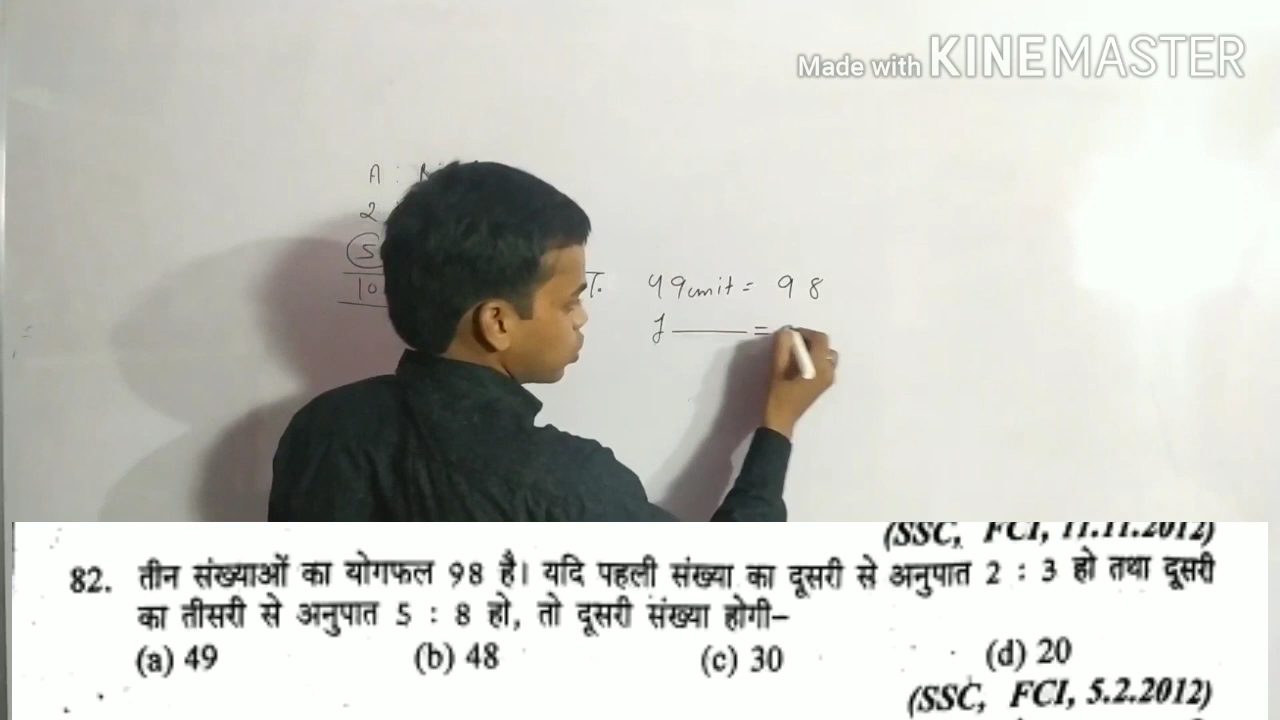 Made with KINEMASTER
A :
2
5
10
49 unit = 98
1 —— =
(SSC, FCI, 11.11.2012)
82. तीन संख्याओं का योगफल 98 है। यदि पहली संख्या का दूसरी से अनुपात 2 : 3 हो तथा दूसरी
का तीसरी से अनुपात 5 : 8 हो, तो दूसरी संख्या होगी–
(a) 49 (b) 48 (c) 30 (d) 20
(SSC, FCI, 5.2.2012)